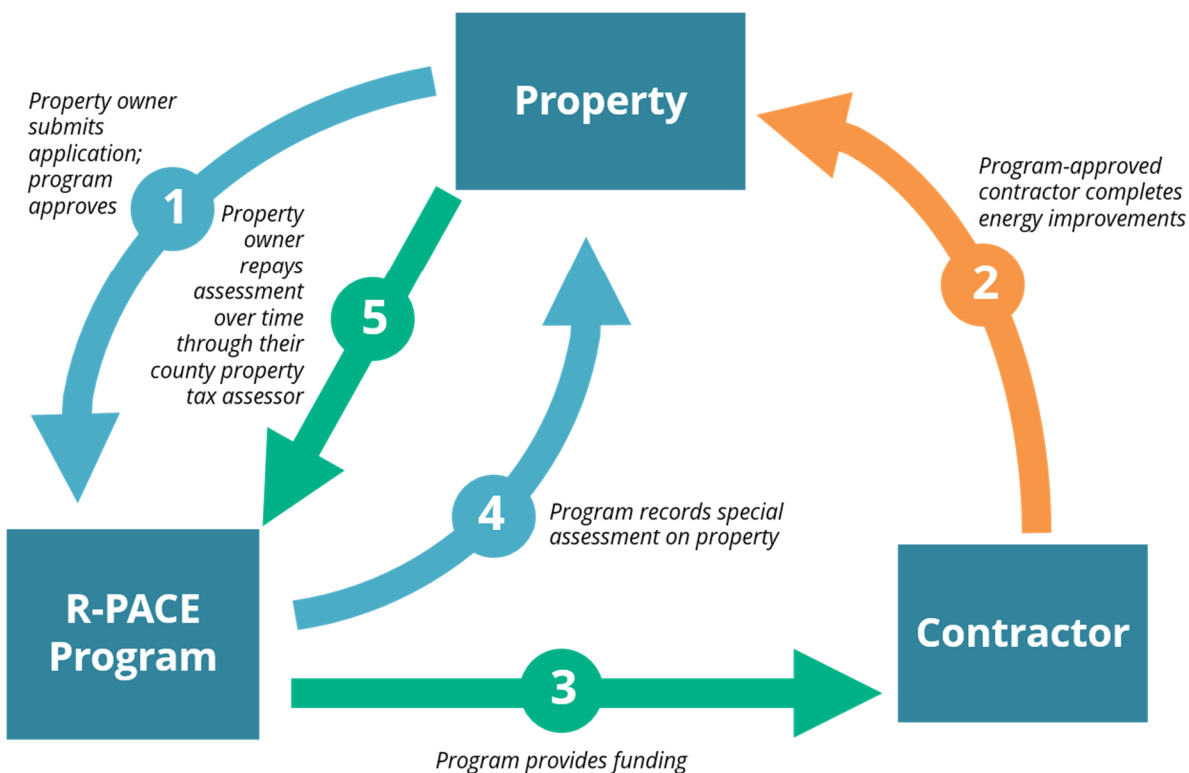 Property
Property owner
submits
application;
program
approves
1
Property
owner
repays
assessment
over time
through their
county property
tax assessor
5
Program-approved
contractor completes
energy improvements
2
4
Program records special
assessment on property
R-PACE
Program
Contractor
3
Program provides funding